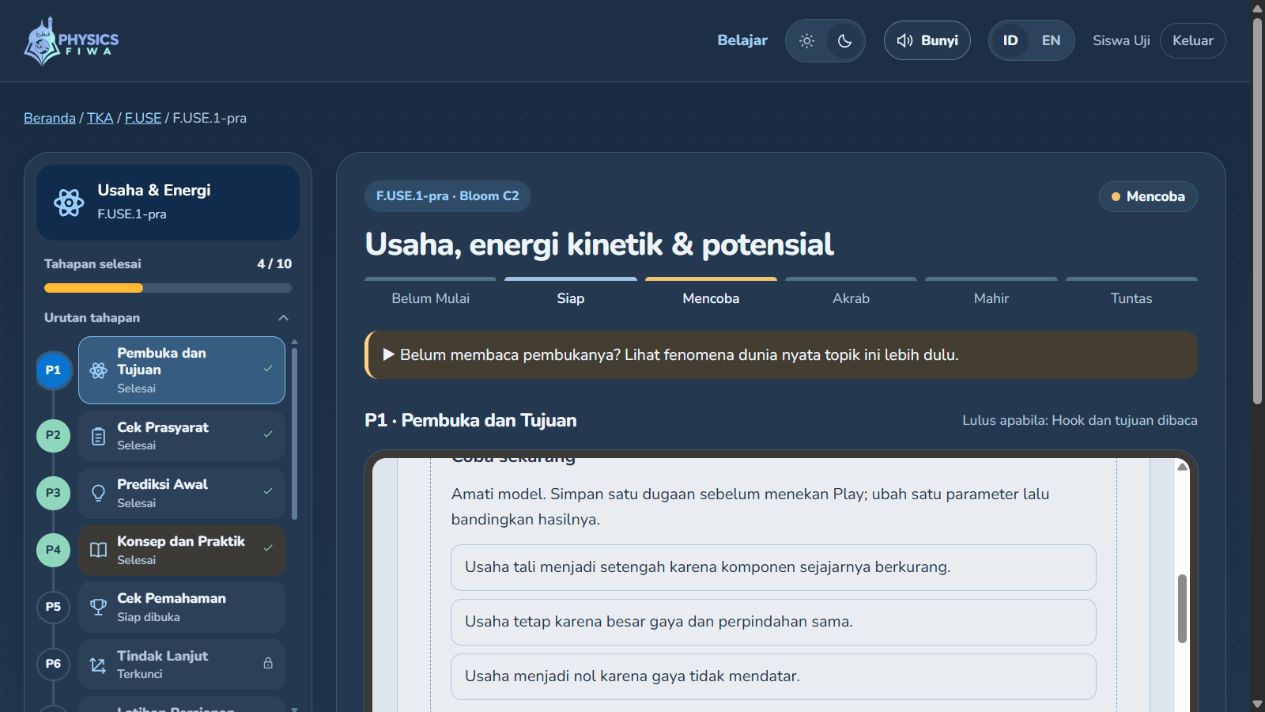 PHYSICS
FIWA
Belajar
Bunyi
ID
EN
Siswa Uji
Keluar
Beranda / TKA / F.USE / F.USE.1-pra
Usaha & Energi
F.USE.1-pra
Tahapan selesai
4 / 10
Urutan tahapan
P1
Pembuka dan
Tujuan
Selesai
P2
Cek Prasyarat
Selesai
P3
Prediksi Awal
Selesai
P4
Konsep dan Praktik
Selesai
P5
Cek Pemahaman
Siap dibuka
P6
Tindak Lanjut
Terkunci
Latihan Persiapan
F.USE.1-pra · Bloom C2
Mencoba
Usaha, energi kinetik & potensial
Belum Mulai
Siap
Mencoba
Akrab
Mahir
Tuntas
▶ Belum membaca pembukanya? Lihat fenomena dunia nyata topik ini lebih dulu.
P1 · Pembuka dan Tujuan
Lulus apabila: Hook dan tujuan dibaca
Coba sekarang
Amati model. Simpan satu dugaan sebelum menekan Play; ubah satu parameter lalu
bandingkan hasilnya.
Usaha tali menjadi setengah karena komponen sejajarnya berkurang.
Usaha tetap karena besar gaya dan perpindahan sama.
Usaha menjadi nol karena gaya tidak mendatar.